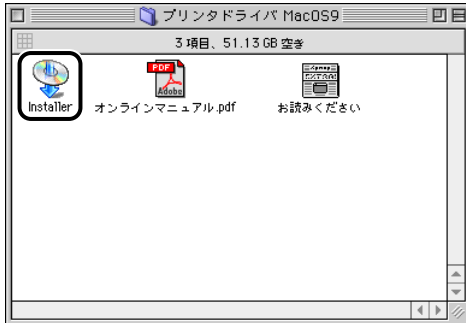 プリンタドライバ MacOS9
3 項目、51.13 GB 空き
PDF
Adobe
Installer
オンラインマニュアル.pdf
お読みください